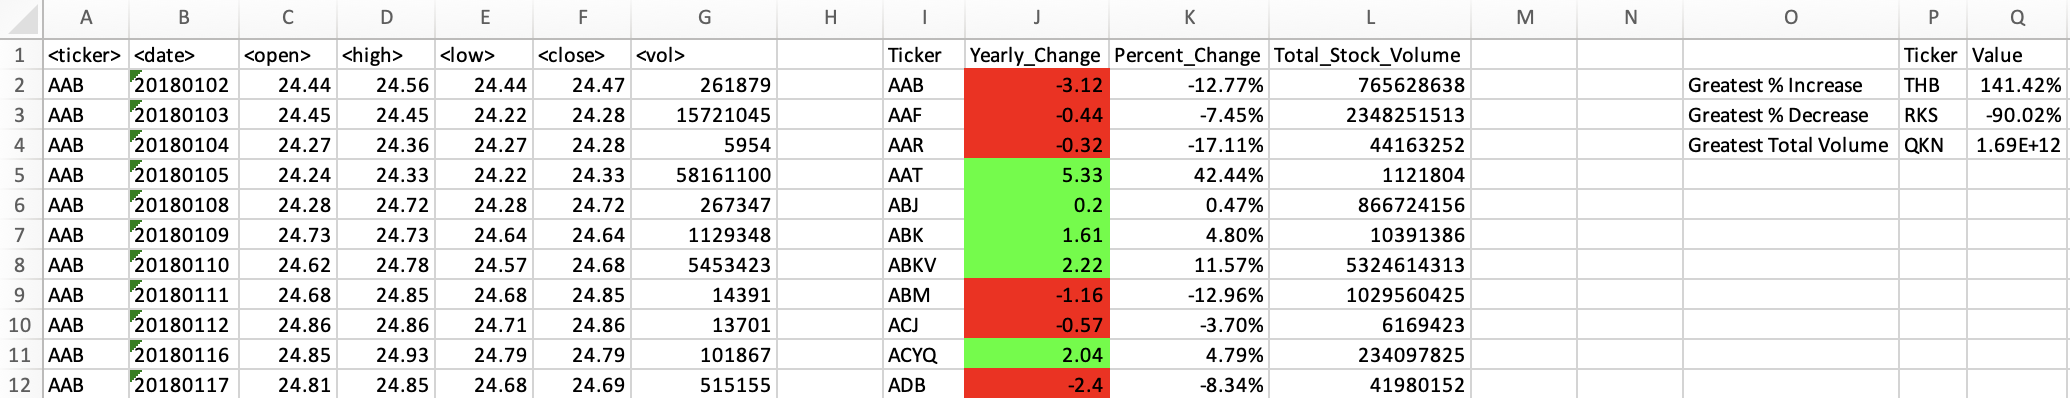 A B C D E F G H I J K L M N O P Q
1 <ticker> <date> <open> <high> <low> <close> <vol> Ticker Yearly_Change Percent_Change Total_Stock_Volume Ticker Value
2 AAB 20180102 24.44 24.56 24.44 24.47 261879 AAB -3.12 -12.77% 765628638 Greatest % Increase THB 141.42%
3 AAB 20180103 24.45 24.45 24.22 24.28 15721045 AAF -0.44 -7.45% 2348251513 Greatest % Decrease RKS -90.02%
4 AAB 20180104 24.27 24.36 24.27 24.28 5954 AAR -0.32 -17.11% 44163252 Greatest Total Volume QKN 1.69E+12
5 AAB 20180105 24.24 24.33 24.22 24.33 58161100 AAT 5.33 42.44% 1121804
6 AAB 20180108 24.28 24.72 24.28 24.72 267347 ABJ 0.2 0.47% 866724156
7 AAB 20180109 24.73 24.73 24.64 24.64 1129348 ABK 1.61 4.80% 10391386
8 AAB 20180110 24.62 24.78 24.57 24.68 5453423 ABKV 2.22 11.57% 5324614313
9 AAB 20180111 24.68 24.85 24.68 24.85 14391 ABM -1.16 -12.96% 1029560425
10 AAB 20180112 24.86 24.86 24.71 24.86 13701 ACJ -0.57 -3.70% 6169423
11 AAB 20180116 24.85 24.93 24.79 24.79 101867 ACYQ 2.04 4.79% 234097825
12 AAB 20180117 24.81 24.85 24.68 24.69 515155 ADB -2.4 -8.34% 41980152